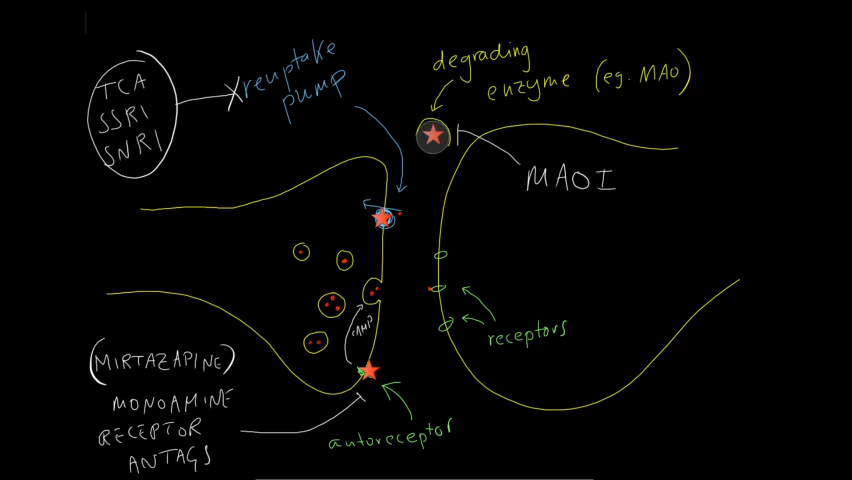 TCA
SSRI
SNRI
reuptake
pump
degrading
enzyme (eg. MAO)
MAOI
cAMP
receptors
(MIRTAZAPINE)
MONOAMINE
RECEPTOR
ANTAGS
autoreceptor